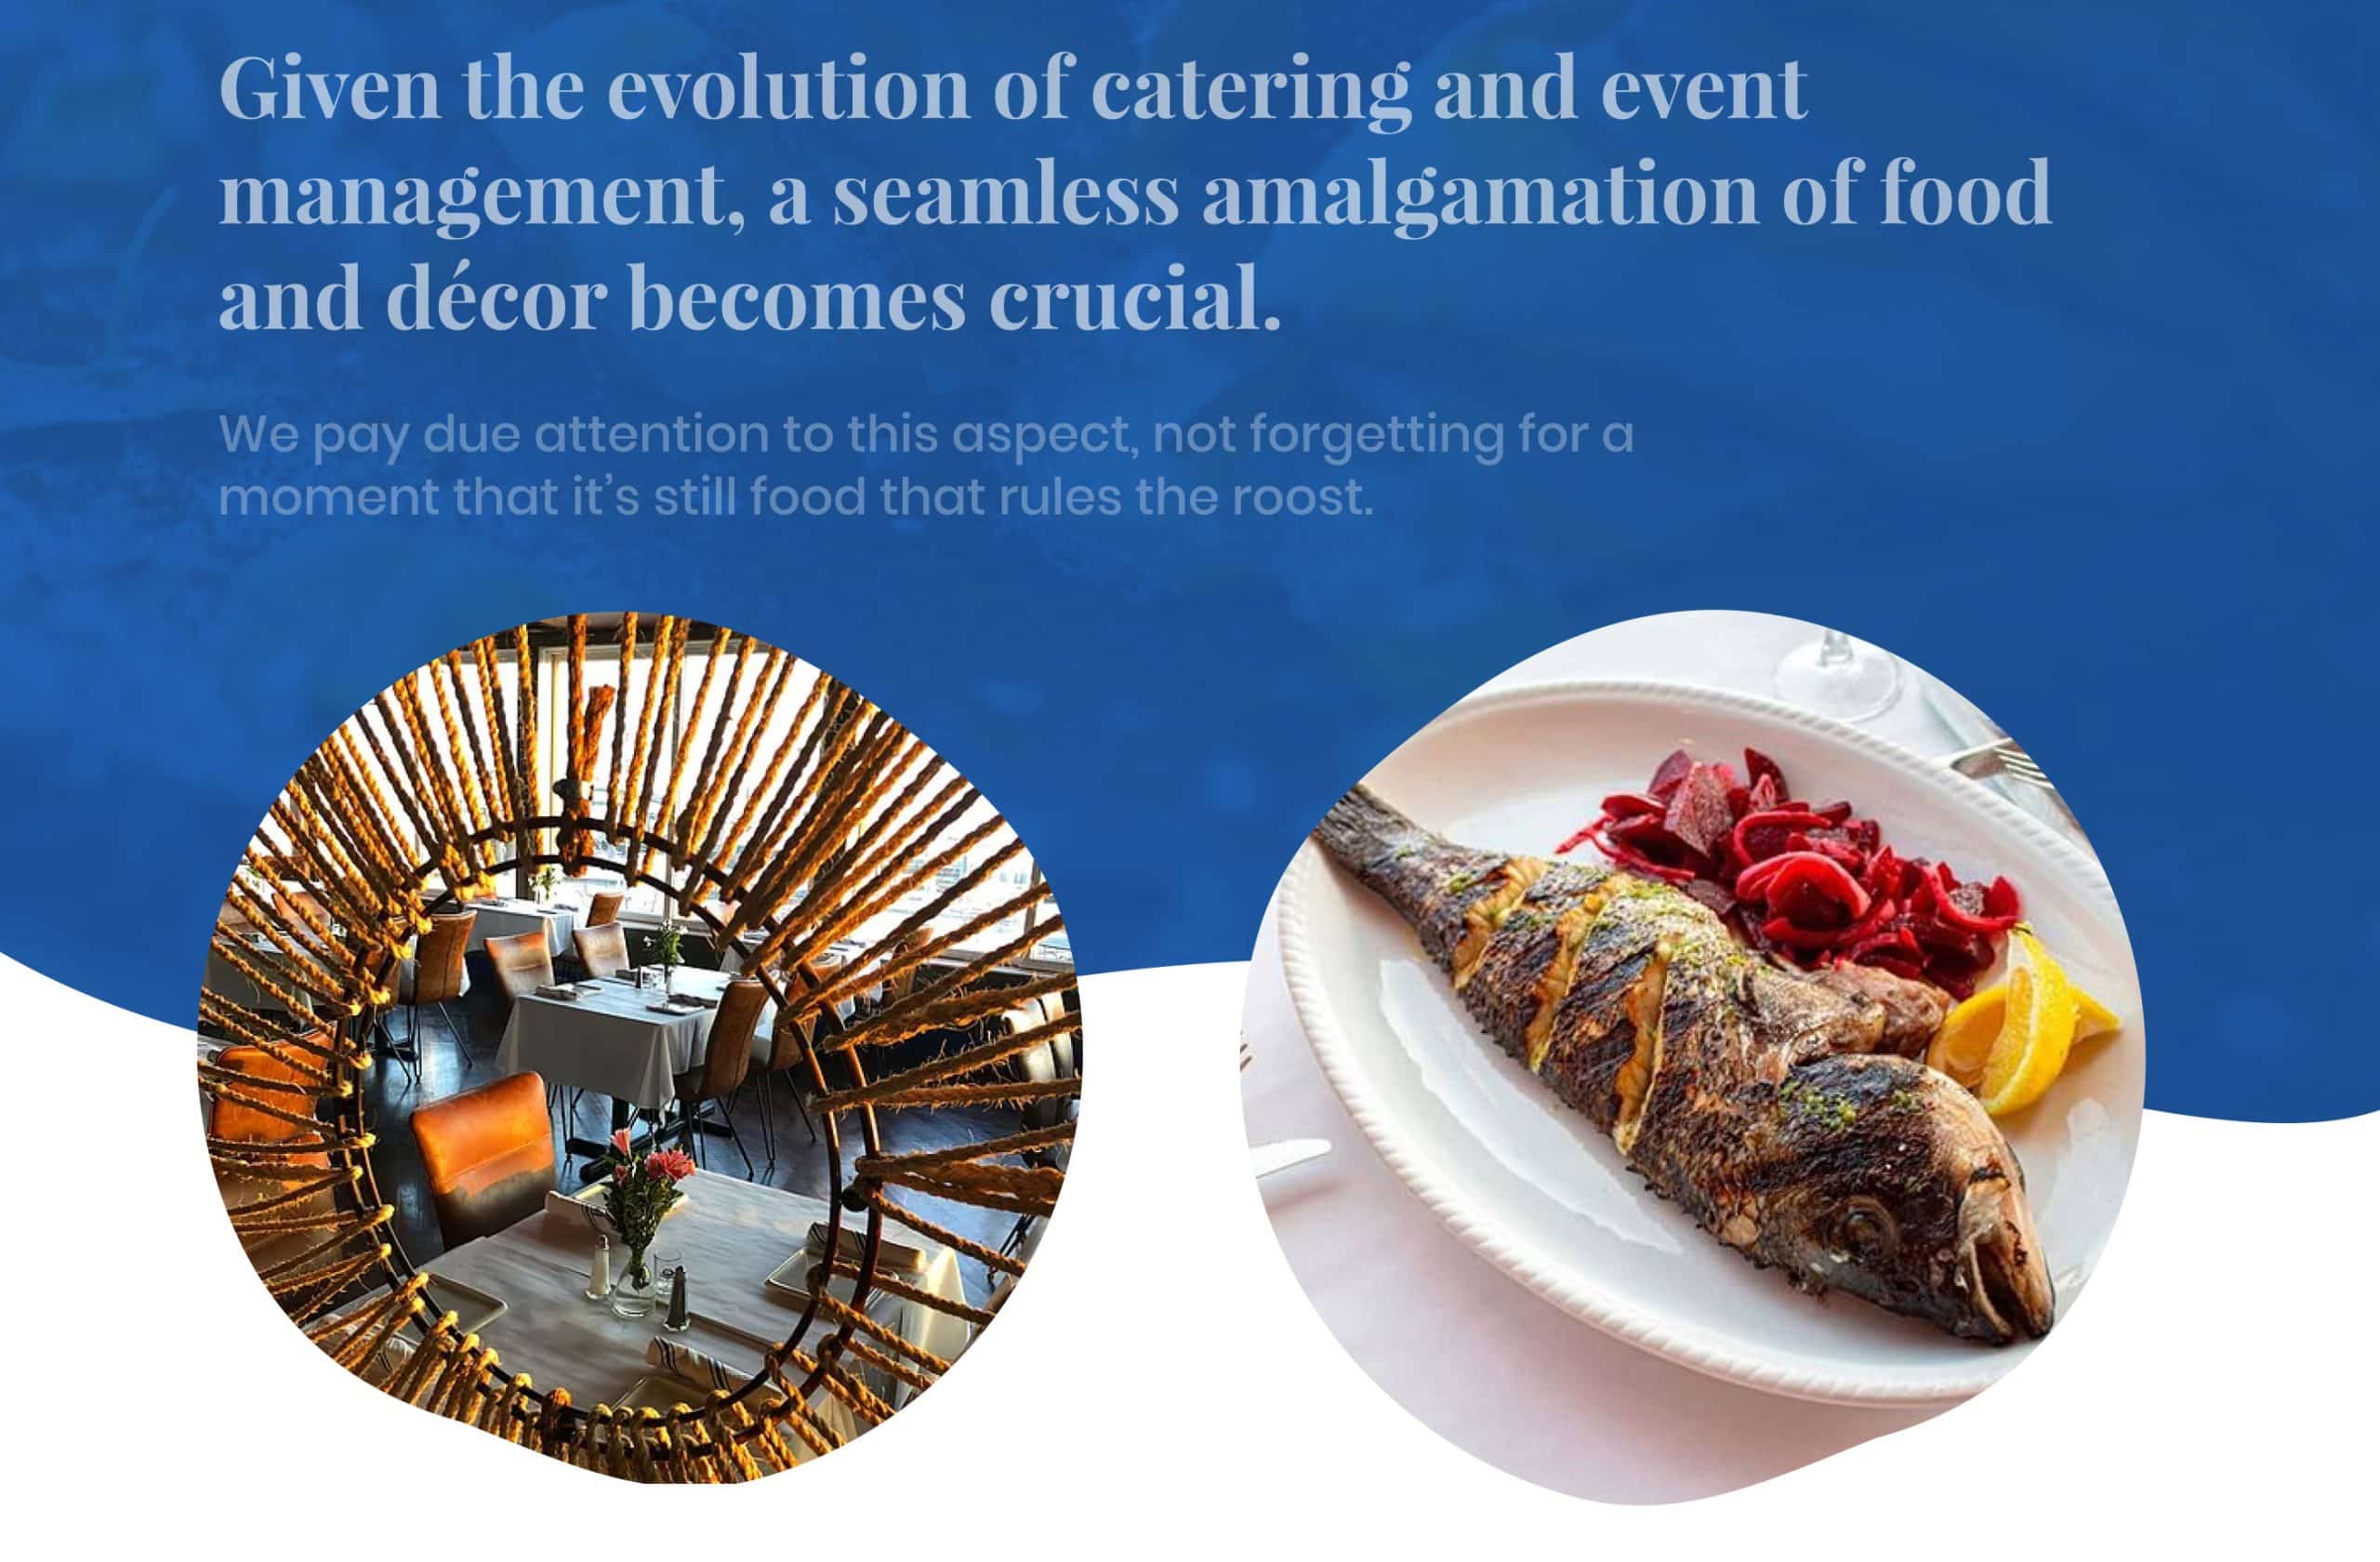 Given the evolution of catering and event
management, a seamless amalgamation of food
and décor becomes crucial.
We pay due attention to this aspect, not forgetting for a
moment that it’s still food that rules the roost.